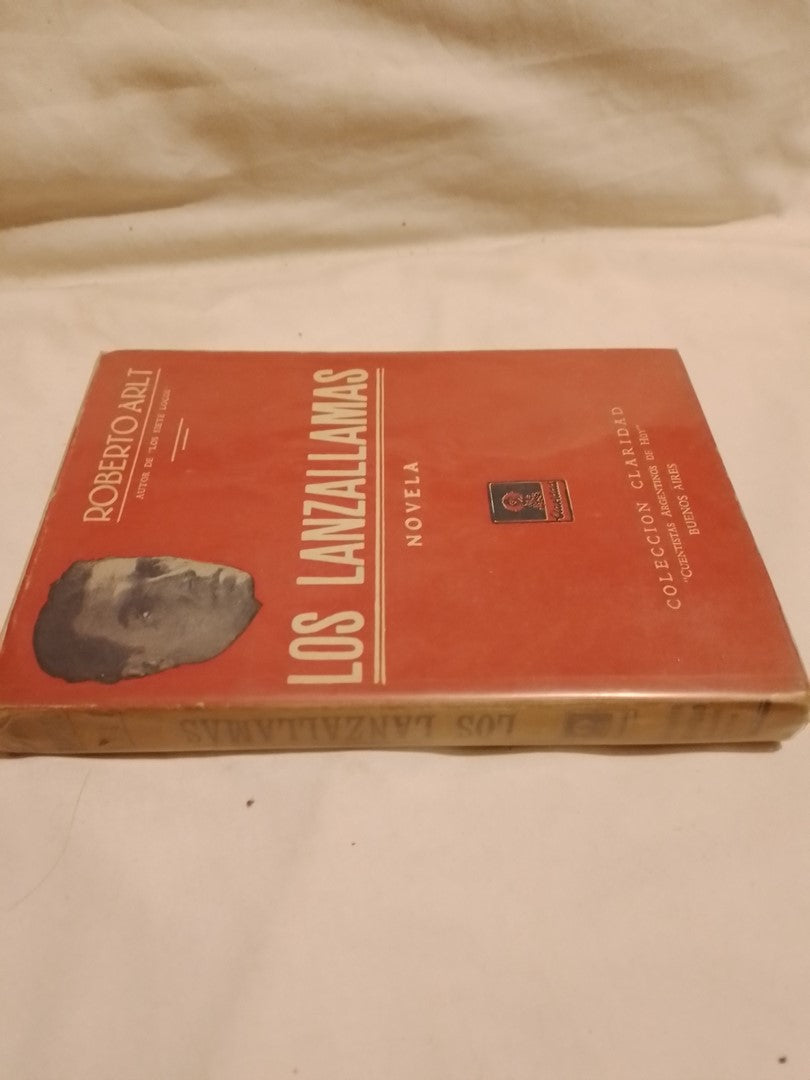 ROBERTO ARLT
AUTOR DE "LOS SIETE LOCOS"
LOS LANZALLAMAS
NOVELA
Claridad
COLECCION CLARIDAD
"CUENTISTAS ARGENTINOS DE HOY"
BUENOS AIRES
LOS LANZALLAMAS